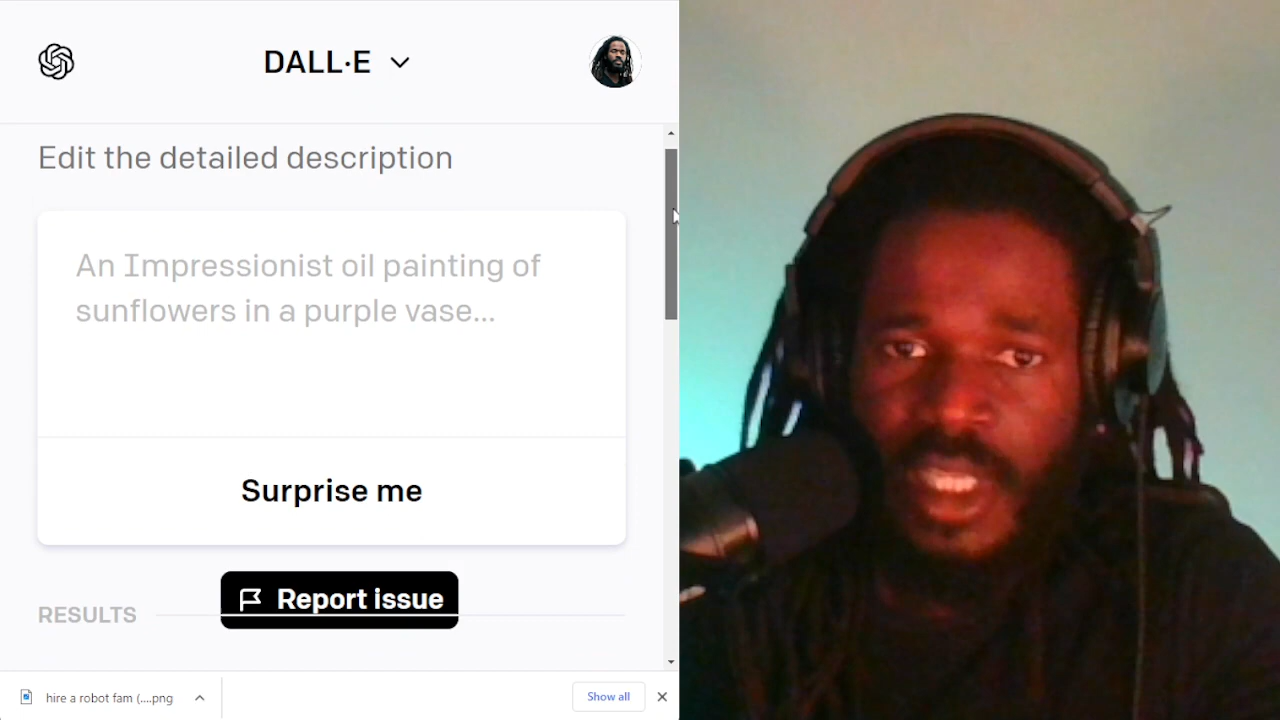 DALL·E
Edit the detailed description
An Impressionist oil painting of
sunflowers in a purple vase...
Surprise me
Report issue
RESULTS
hire a robot fam (....png
Show all